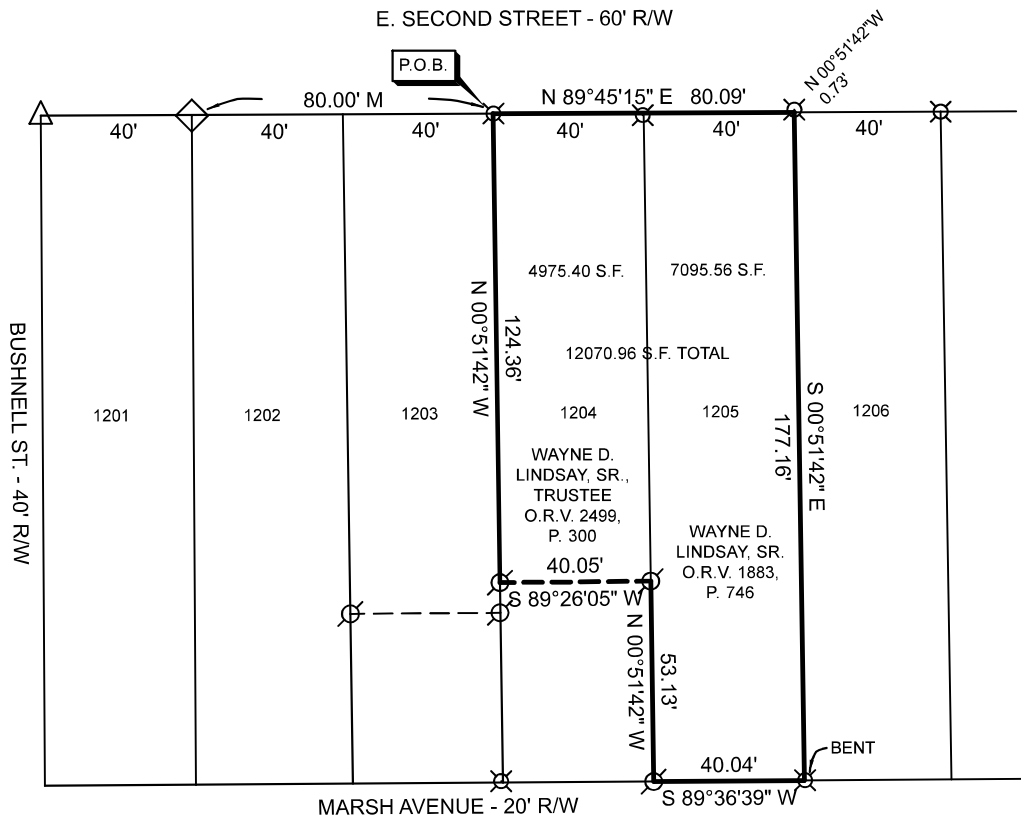 E. SECOND STREET - 60' R/W
P.O.B.
N 00°51'42"W
0.73'
80.00' M
N 89°45'15" E 80.09'
40'
40'
40'
40'
40'
40'
4975.40 S.F.
7095.56 S.F.
12070.96 S.F. TOTAL
N 00°51'42" W
124.36'
BUSHNELL ST. - 40' R/W
1201
1202
1203
1204
1205
1206
S 00°51'42" E
177.16'
WAYNE D.
LINDSAY, SR.,
TRUSTEE
O.R.V. 2499,
P. 300
WAYNE D.
LINDSAY, SR.
O.R.V. 1883,
P. 746
40.05'
S 89°26'05" W
N 00°51'42" W
53.13'
BENT
40.04'
S 89°36'39" W
MARSH AVENUE - 20' R/W